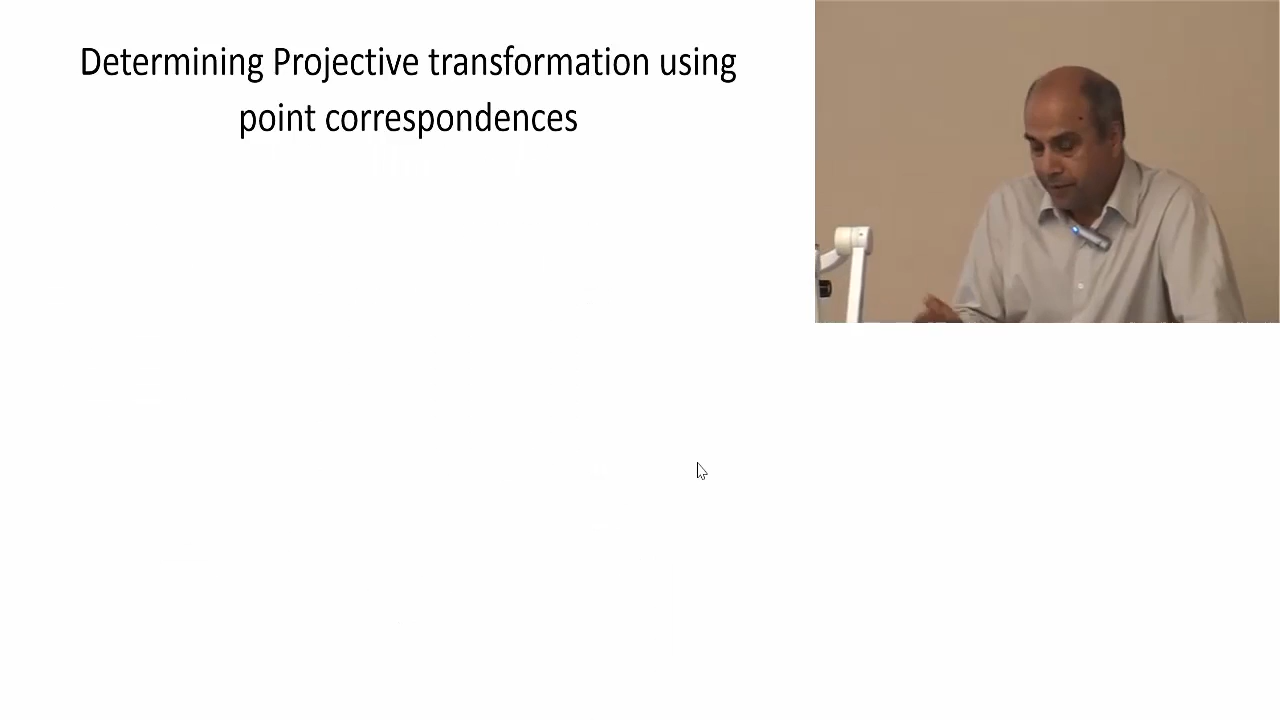 Determining Projective transformation using
point correspondences